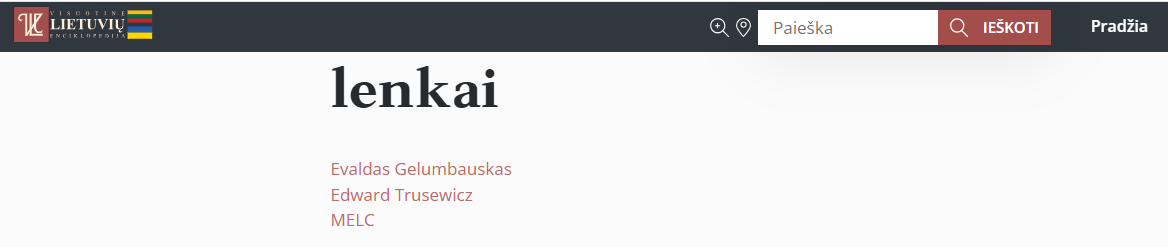 VISUOTINĖ
LIETUVIŲ
ENCIKLOPEDIJA
Paieška
IEŠKOTI
Pradžia
lenkai
Evaldas Gelumbauskas
Edward Trusewicz
MELC